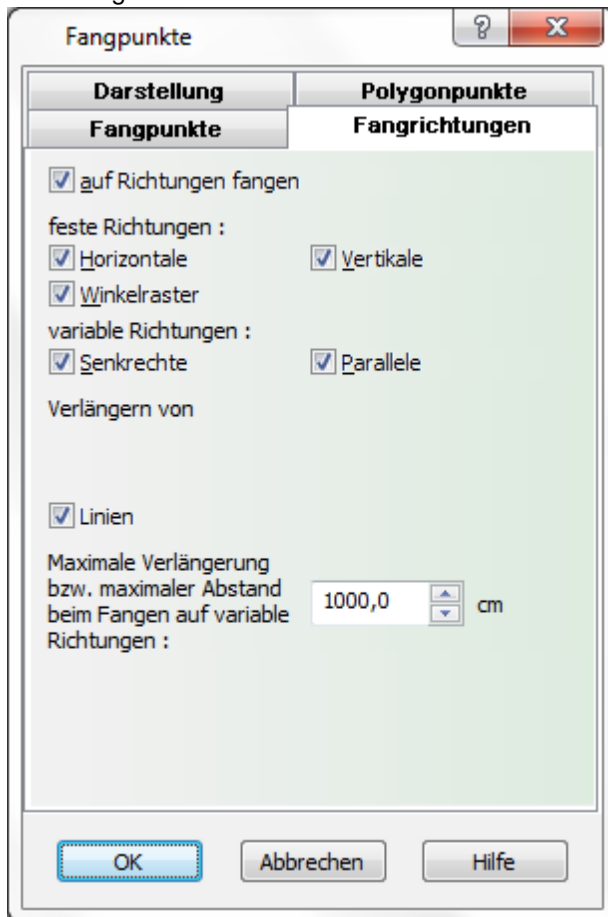 Fangpunkte
Darstellung Polygonpunkte
Fangpunkte Fangrichtungen
auf Richtungen fangen
feste Richtungen :
Horizontale Vertikale
Winkelraster
variable Richtungen :
Senkrechte Parallele
Verlängern von
Linien
Maximale Verlängerung
bzw. maximaler Abstand
beim Fangen auf variable
Richtungen :
1000,0 cm
OK Abbrechen Hilfe